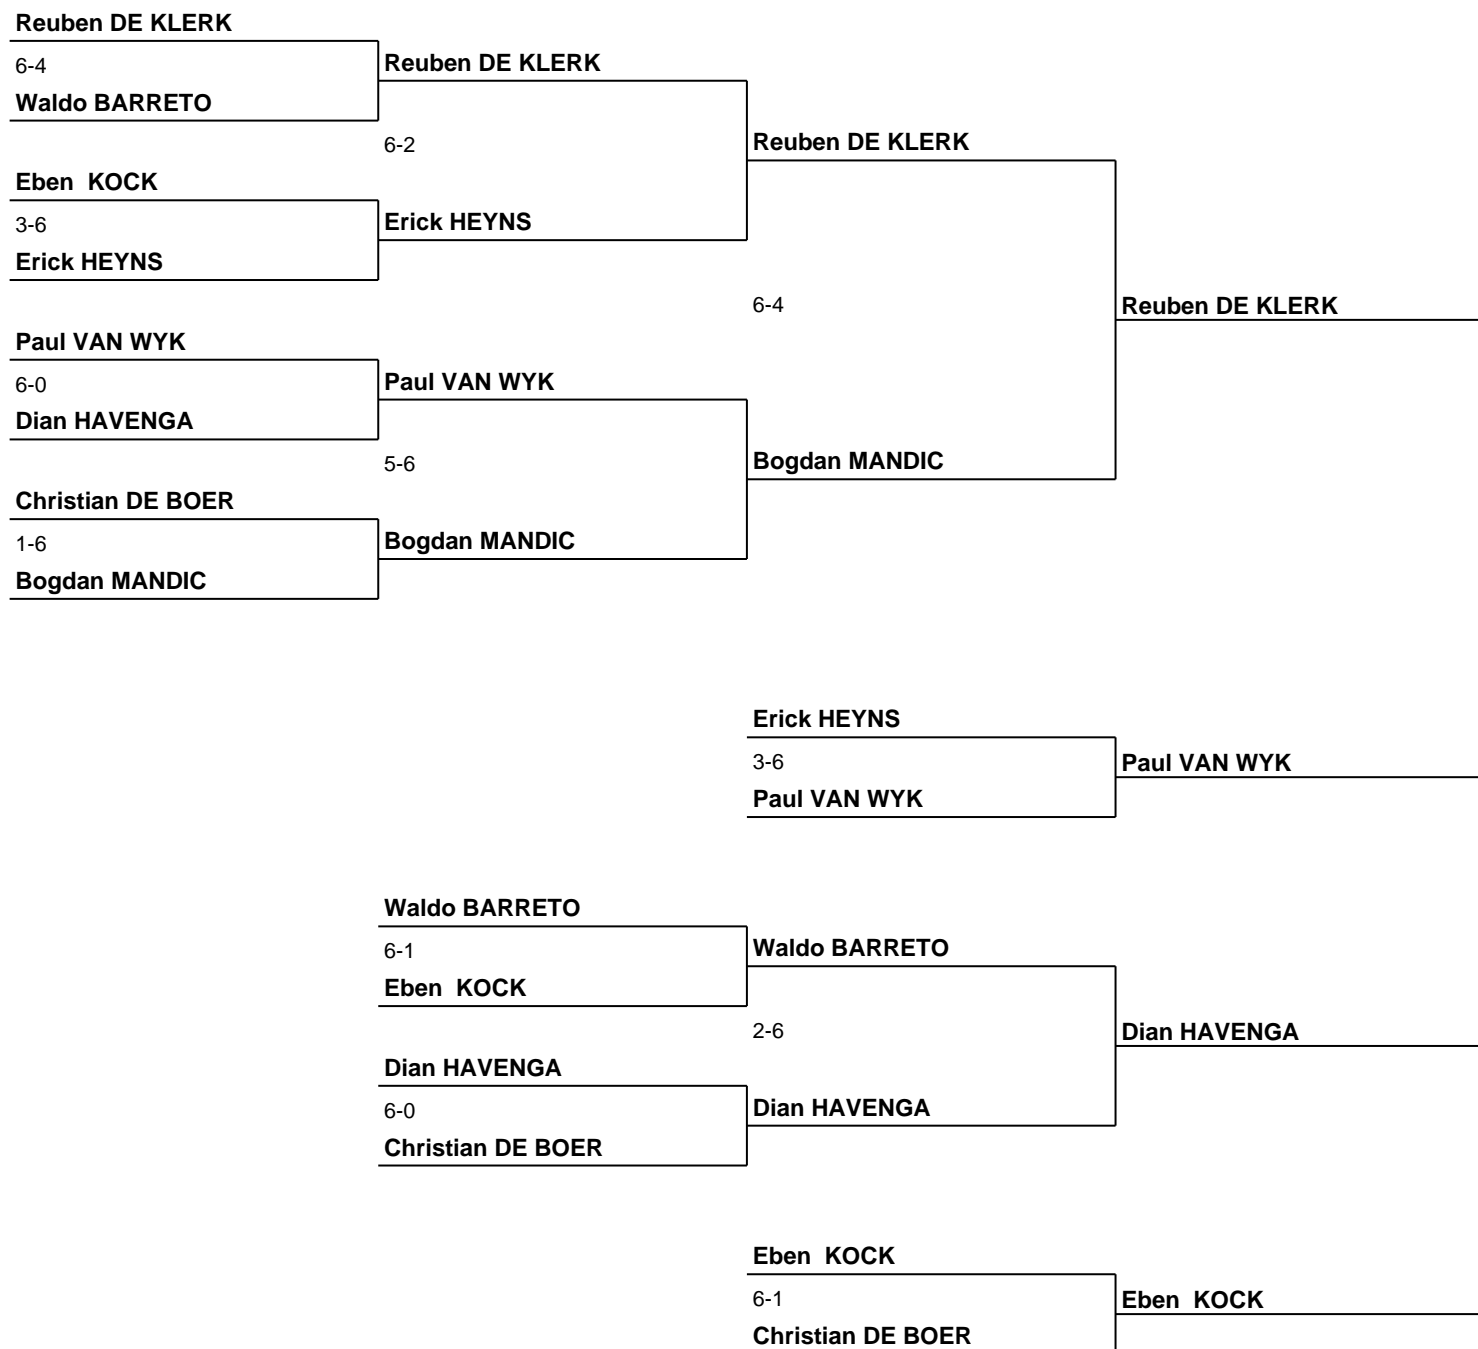 Reuben DE KLERK
6-4
Reuben DE KLERK
Waldo BARRETO
6-2
Reuben DE KLERK
Eben  KOCK
3-6
Erick HEYNS
Erick HEYNS
6-4
Reuben DE KLERK
Paul VAN WYK
6-0
Paul VAN WYK
Dian HAVENGA
5-6
Bogdan MANDIC
Christian DE BOER
1-6
Bogdan MANDIC
Bogdan MANDIC
Erick HEYNS
3-6
Paul VAN WYK
Paul VAN WYK
Waldo BARRETO
6-1
Waldo BARRETO
Eben  KOCK
2-6
Dian HAVENGA
Dian HAVENGA
6-0
Dian HAVENGA
Christian DE BOER
Eben  KOCK
6-1
Eben  KOCK
Christian DE BOER